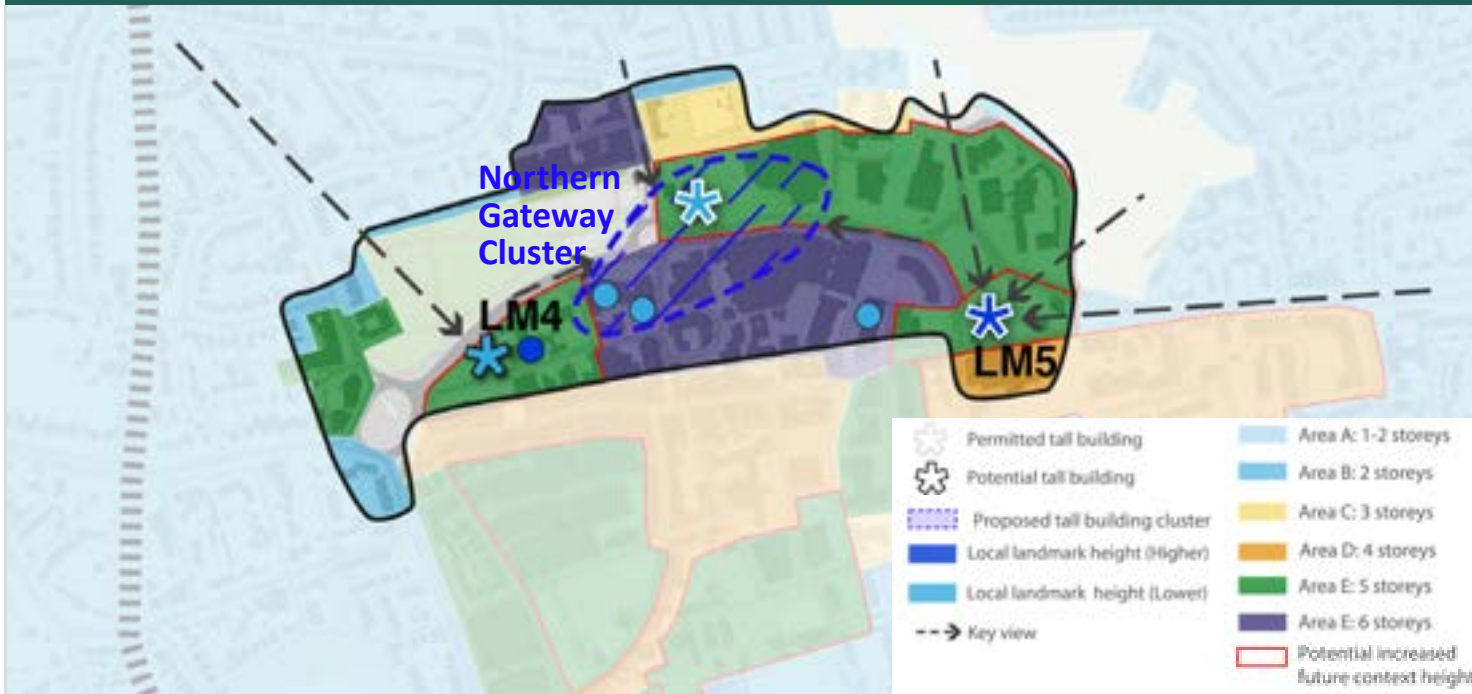 Northern
Gateway
Cluster
LM4
LM5
Permitted tall building
Potential tall building
Proposed tall building cluster
Local landmark height (Higher)
Local landmark height (Lower)
Key view
Area A: 1-2 storeys
Area B: 2 storeys
Area C: 3 storeys
Area D: 4 storeys
Area E: 5 storeys
Area E: 6 storeys
Potential increased
future context height